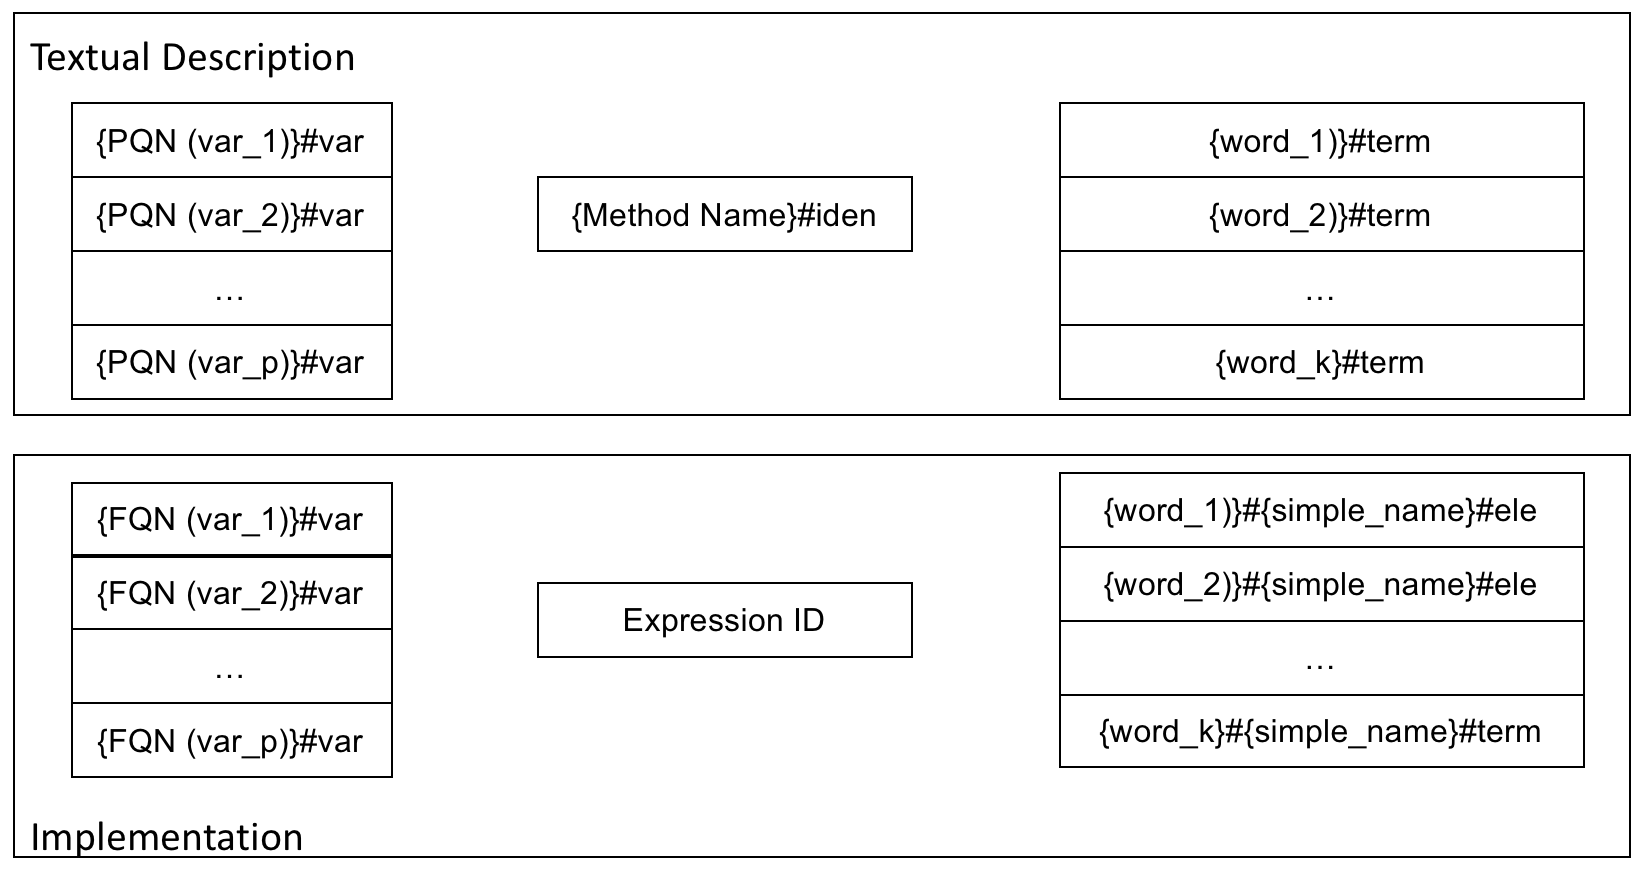 Textual Description
{PQN (var_1)}#var
{PQN (var_2)}#var
...
{PQN (var_p)}#var
{Method Name}#iden
{word_1)}#term
{word_2)}#term
...
{word_k}#term
{FQN (var_1)}#var
{FQN (var_2)}#var
...
{FQN (var_p)}#var
Expression ID
{word_1)}#{simple_name}#ele
{word_2)}#{simple_name}#ele
...
{word_k}#{simple_name}#term
Implementation